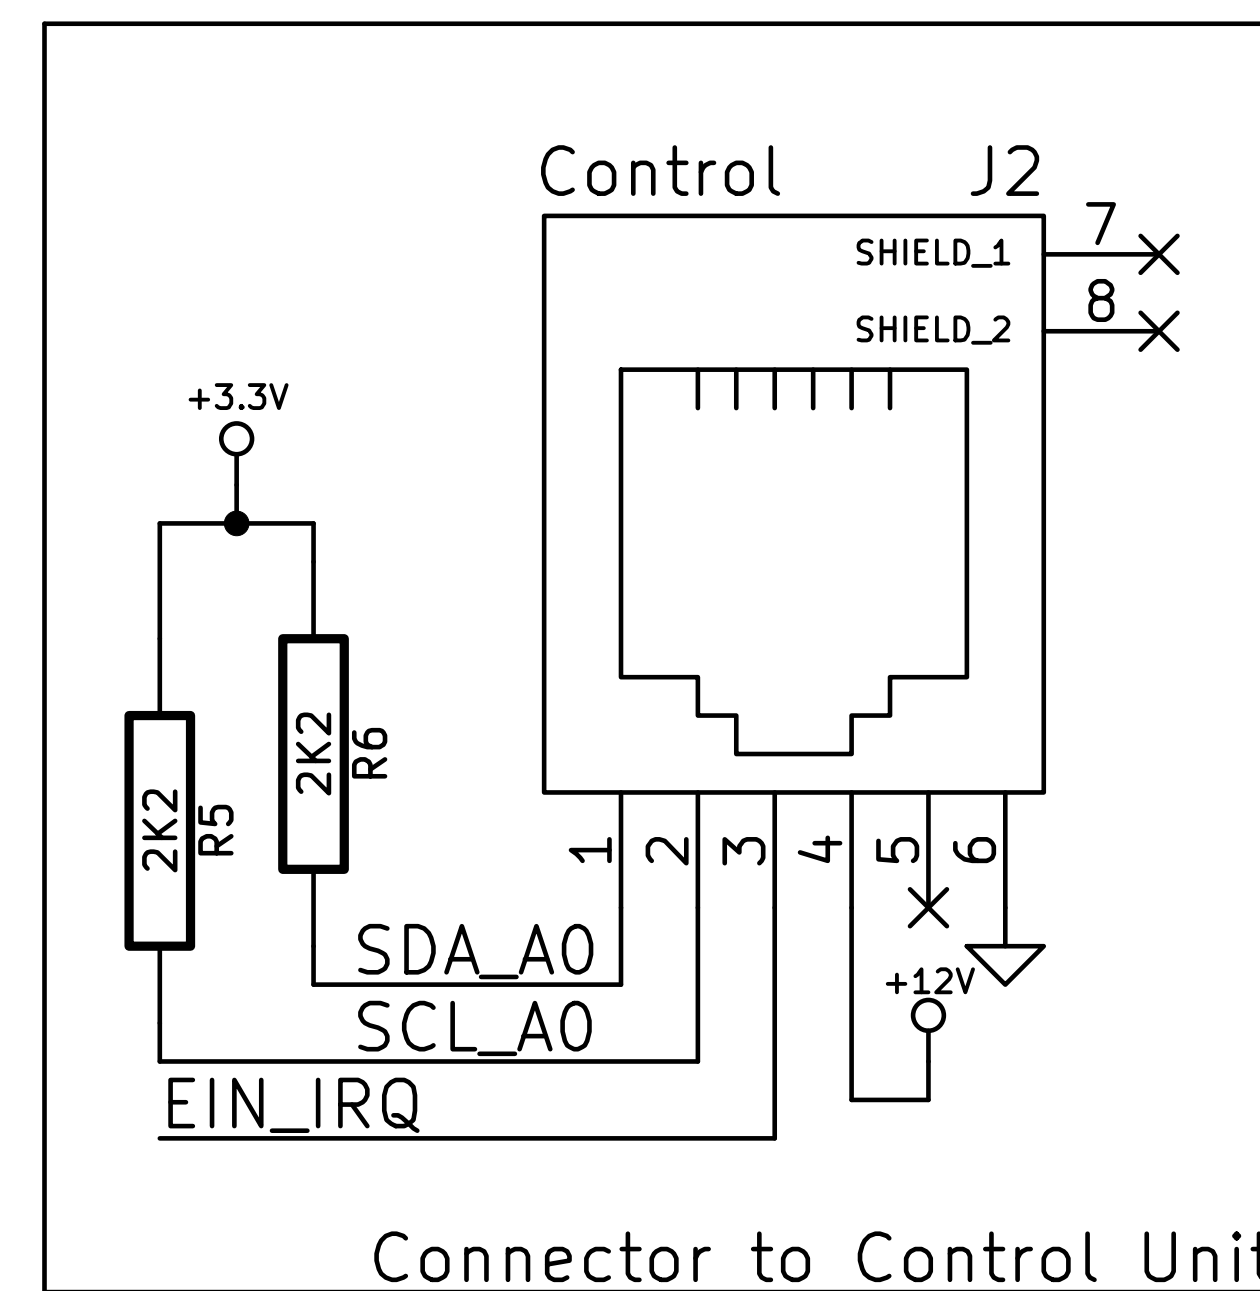 Control J2
7
SHIELD_1
8
SHIELD_2
+3.3V
2K2
R6
2K2
R5
1 2 3 4 5 6
SDA_A0
+12V
SCL_A0
EIN_IRQ
Connector to Control Unit